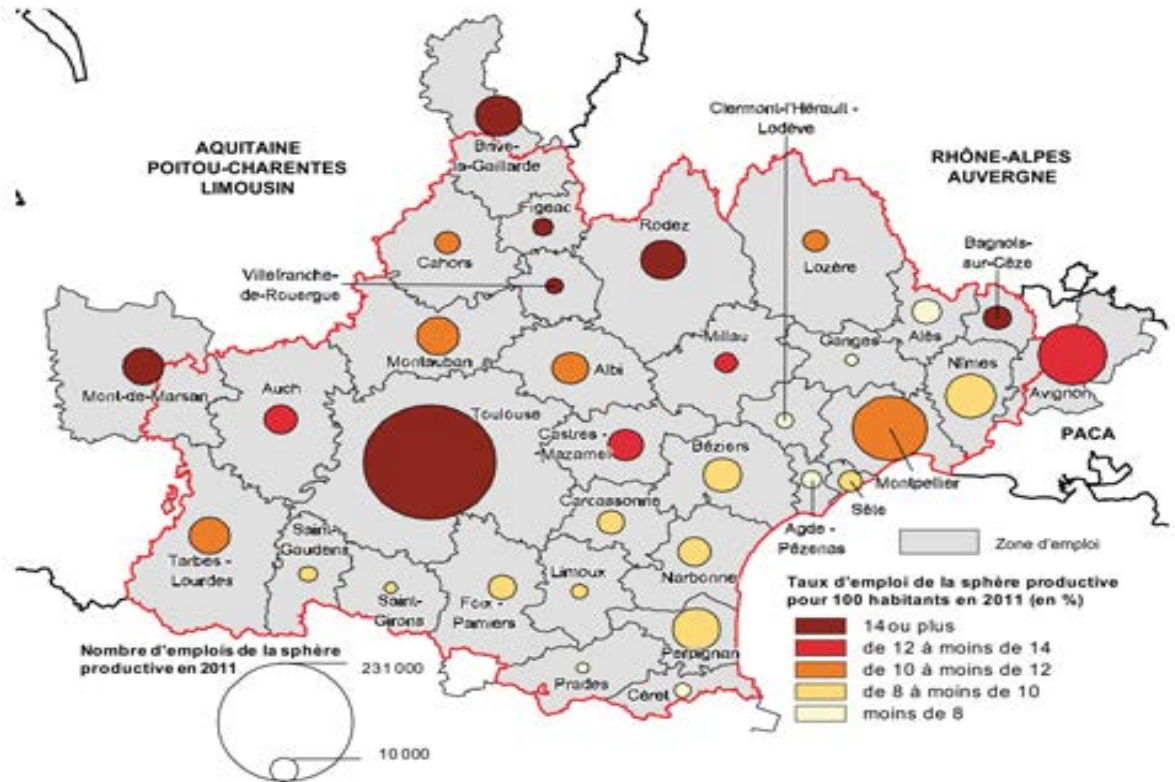 AQUITAINE
POITOU-CHARENTES
LIMOUSIN
Clermont-l'Hérault -
Lodève
RHÔNE-ALPES
AUVERGNE
Brive-
la-Gaillarde
Figeac
Rodez
Bagnols-
sur-Cèze
Cahors
Lozère
Villefranche-
de-Rouergue
Alès
Millau
Ganges
Montauban
Albi
Nîmes
Mont-de-Marsan
Auch
Avignon
Toulouse
Castres -
Mazamet
Béziers
PACA
Montpellier
Carcassonne
Sète
Agde -
Pézenas
Zone d'emploi
Saint-
Goudens
Tarbes -
Lourdes
Limoux
Narbonne
Saint-
Girons
Foix -
Pamiers
Taux d'emploi de la sphère productive
pour 100 habitants en 2011 (en %)
14 ou plus
de 12 à moins de 14
de 10 à moins de 12
de 8 à moins de 10
moins de 8
Perpignan
Prades
Céret
Nombre d'emplois de la sphère
productive en 2011
231 000
10 000